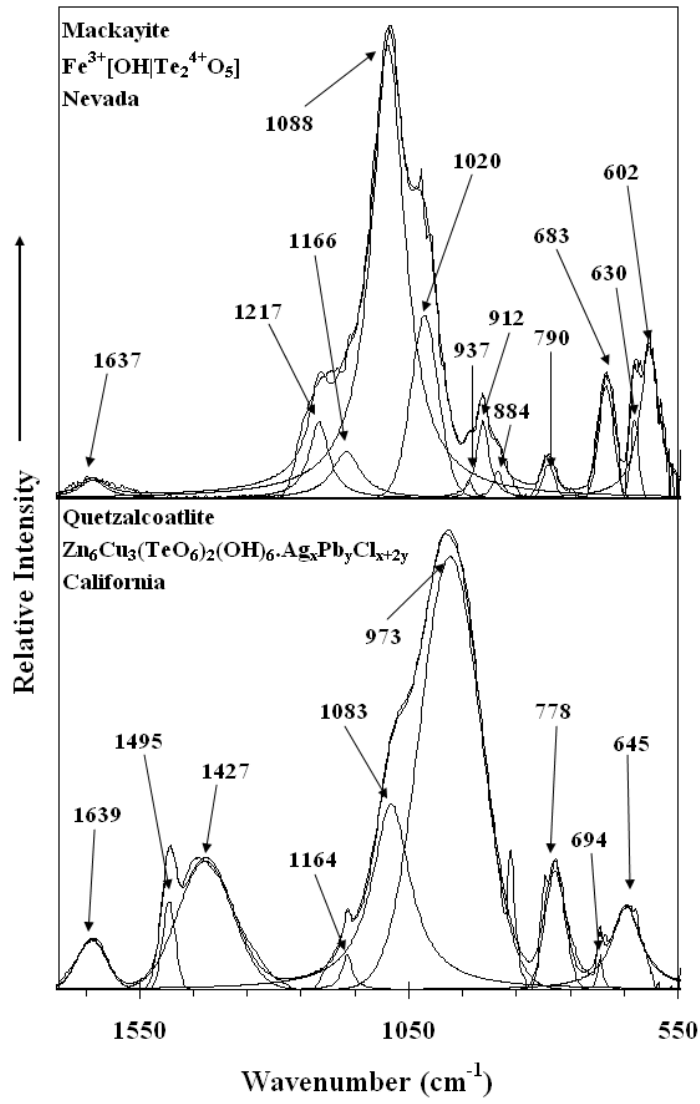 Mackayite
Fe³⁺[OH|Te₂⁴⁺O₅]
Nevada
1088
1020
602
1166
683
630
1217
912
937
790
1637
884
Quetzalcoatlite
Zn₆Cu₃(TeO₆)₂(OH)₆.AgₓPbᵧClₓ₊₂ᵧ
California
973
1083
778
645
1495
1427
694
1639
1164
Relative Intensity
1550 1050 550
Wavenumber (cm⁻¹)